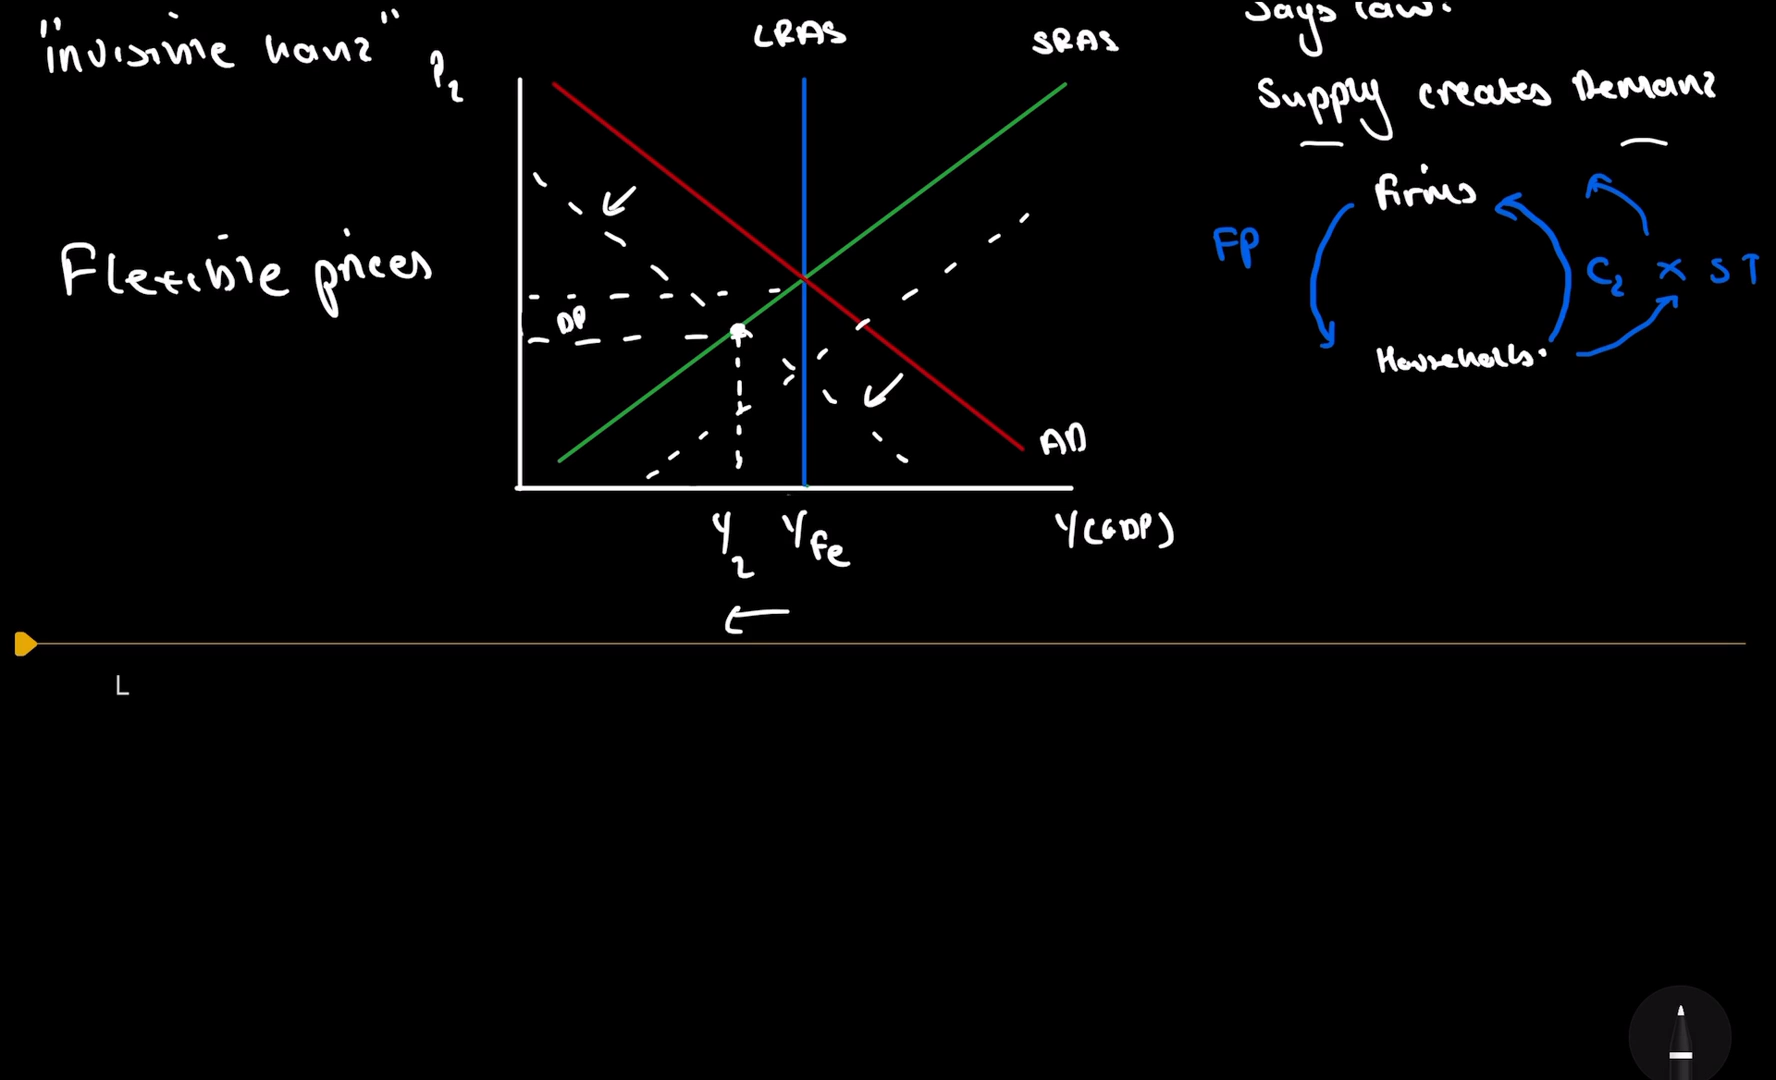 "invisible hand"
P2
LRAS
SRAS
Says law.
Supply creates Demand
Flexible prices
DP
AD
Y2
Yfe
Y(GDP)
Firms
FP
C2 x ST
Households.
L